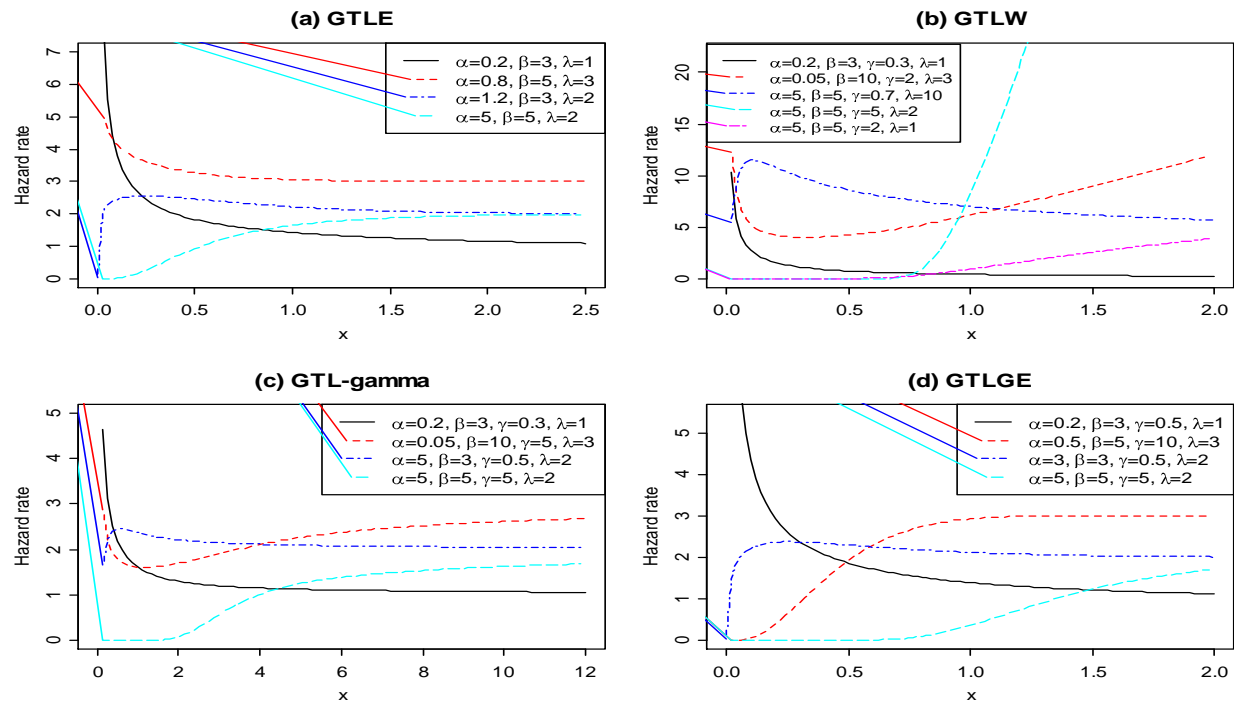 (a) GTLE
Hazard rate
7
6
5
4
3
2
1
0
α=0.2, β=3, λ=1
α=0.8, β=5, λ=3
α=1.2, β=3, λ=2
α=5, β=5, λ=2
0.0 0.5 1.0 1.5 2.0 2.5
x
(b) GTLW
Hazard rate
20
15
10
5
0
α=0.2, β=3, γ=0.3, λ=1
α=0.05, β=10, γ=2, λ=3
α=5, β=5, γ=0.7, λ=10
α=5, β=5, γ=5, λ=2
α=5, β=5, γ=2, λ=1
0.0 0.5 1.0 1.5 2.0
x
(c) GTL-gamma
Hazard rate
5
4
3
2
1
0
α=0.2, β=3, γ=0.3, λ=1
α=0.05, β=10, γ=5, λ=3
α=5, β=3, γ=0.5, λ=2
α=5, β=5, γ=5, λ=2
0 2 4 6 8 10 12
x
(d) GTLGE
Hazard rate
5
4
3
2
1
0
α=0.2, β=3, γ=0.5, λ=1
α=0.5, β=5, γ=10, λ=3
α=3, β=3, γ=0.5, λ=2
α=5, β=5, γ=5, λ=2
0.0 0.5 1.0 1.5 2.0
x